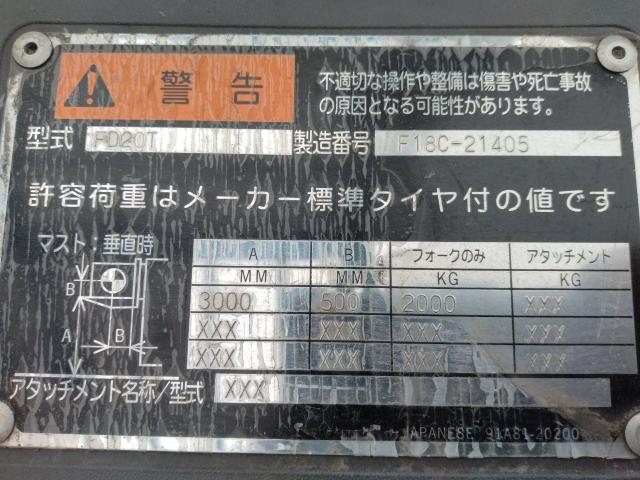 警告
不適切な操作や整備は傷害や死亡事故
の原因となる可能性があります。
型式 FD20T 製造番号 F18C-21405
許容荷重はメーカー標準タイヤ付の値です
マスト：垂直時
A B フォークのみ アタッチメント
MM MM KG KG
3000 500 2000 XXX
XXX XXX XXX XXX
XXX XXX XXX XXX
B
A B
アタッチメント名称/型式 XXX
JAPANESE 91A81-20200